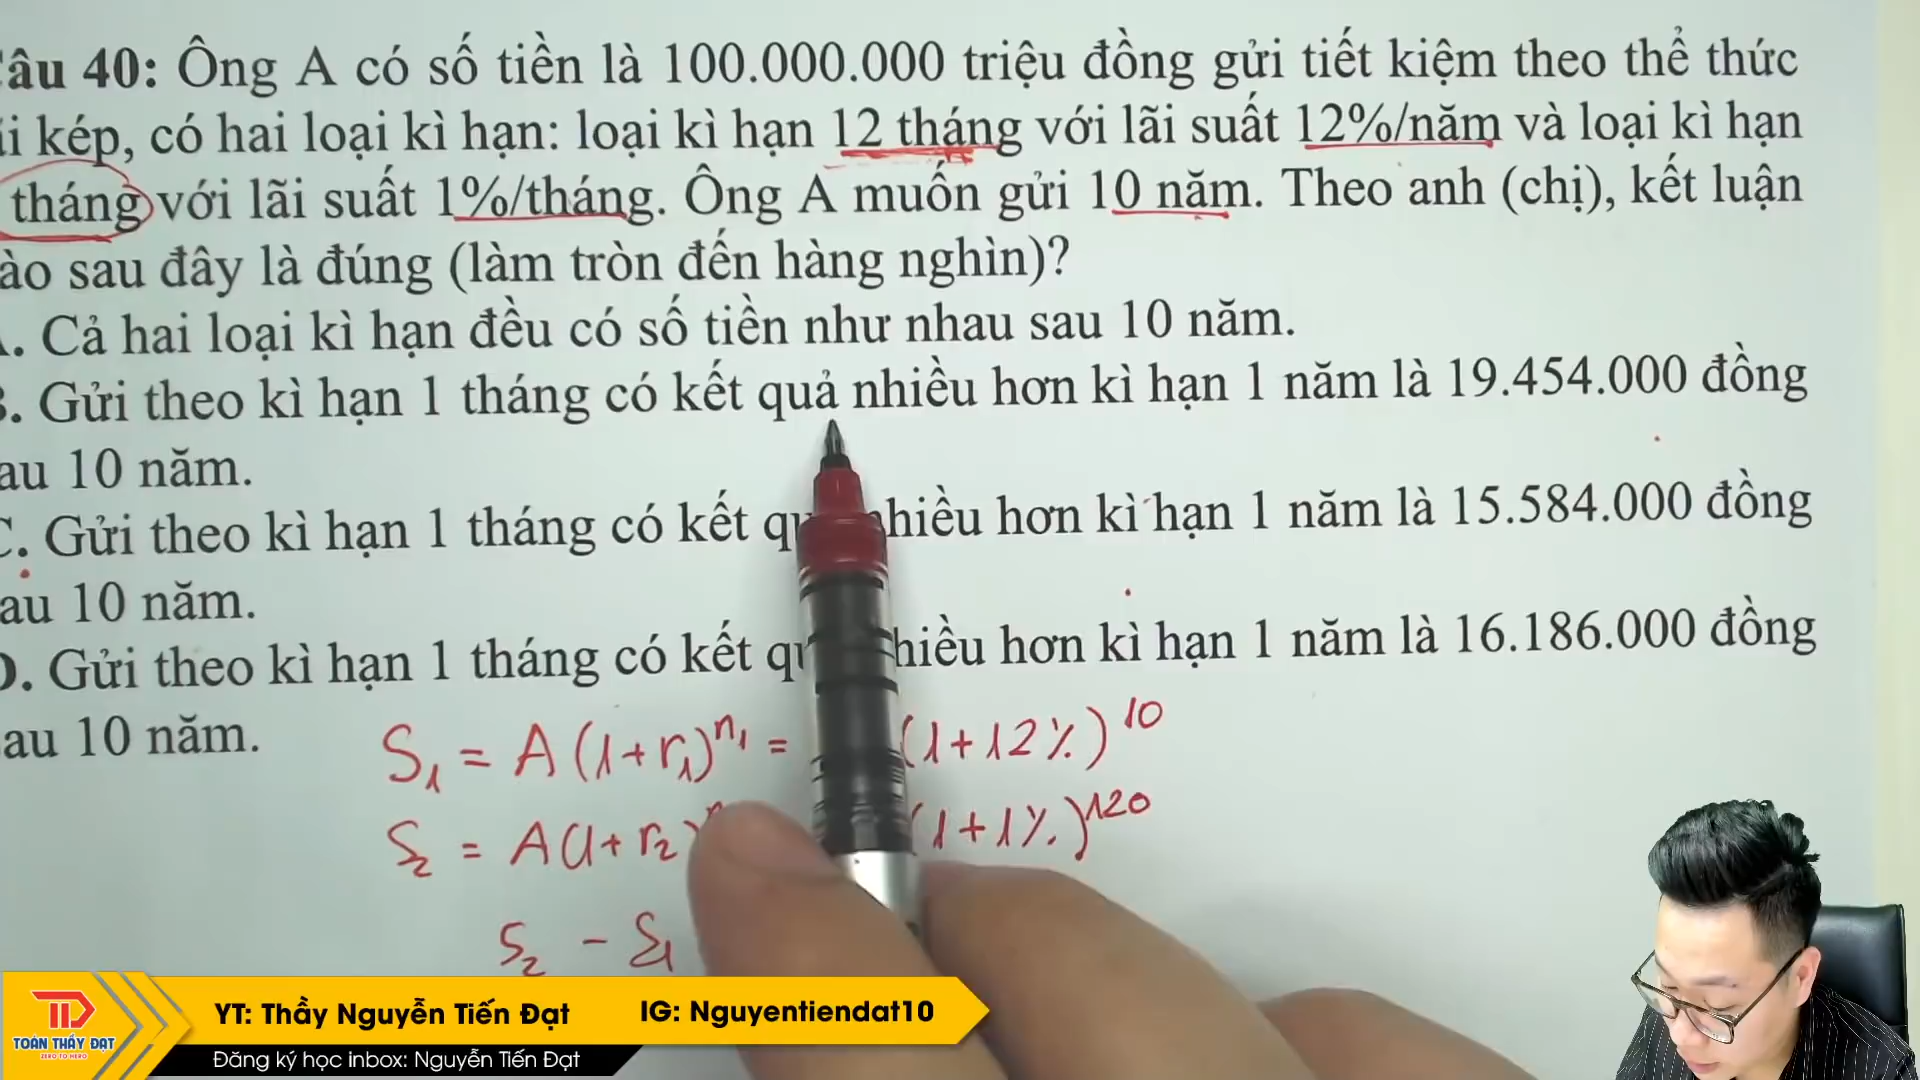 âu 40: Ông A có số tiền là 100.000.000 triệu đồng gửi tiết kiệm theo thể thức
i kép, có hai loại kì hạn: loại kì hạn 12 tháng với lãi suất 12%/năm và loại kì hạn
tháng với lãi suất 1%/tháng. Ông A muốn gửi 10 năm. Theo anh (chị), kết luận
ào sau đây là đúng (làm tròn đến hàng nghìn)?
. Cả hai loại kì hạn đều có số tiền như nhau sau 10 năm.
B. Gửi theo kì hạn 1 tháng có kết quả nhiều hơn kì hạn 1 năm là 19.454.000 đồng
au 10 năm.
C. Gửi theo kì hạn 1 tháng có kết hiều hơn kì hạn 1 năm là 15.584.000 đồng
au 10 năm.
D. Gửi theo kì hạn 1 tháng có kết hiều hơn kì hạn 1 năm là 16.186.000 đồng
au 10 năm.
S₁ = A(1+r₁)^n₁ = (1+12%)^10
S₂ = A(1+r₂) (1+1%)^120
S₂ - S₁
TD
TOÁN THẦY ĐẠT
ZERO TO HERO
YT: Thầy Nguyễn Tiến Đạt IG: Nguyentiendat10
Đăng ký học inbox: Nguyễn Tiến Đạt